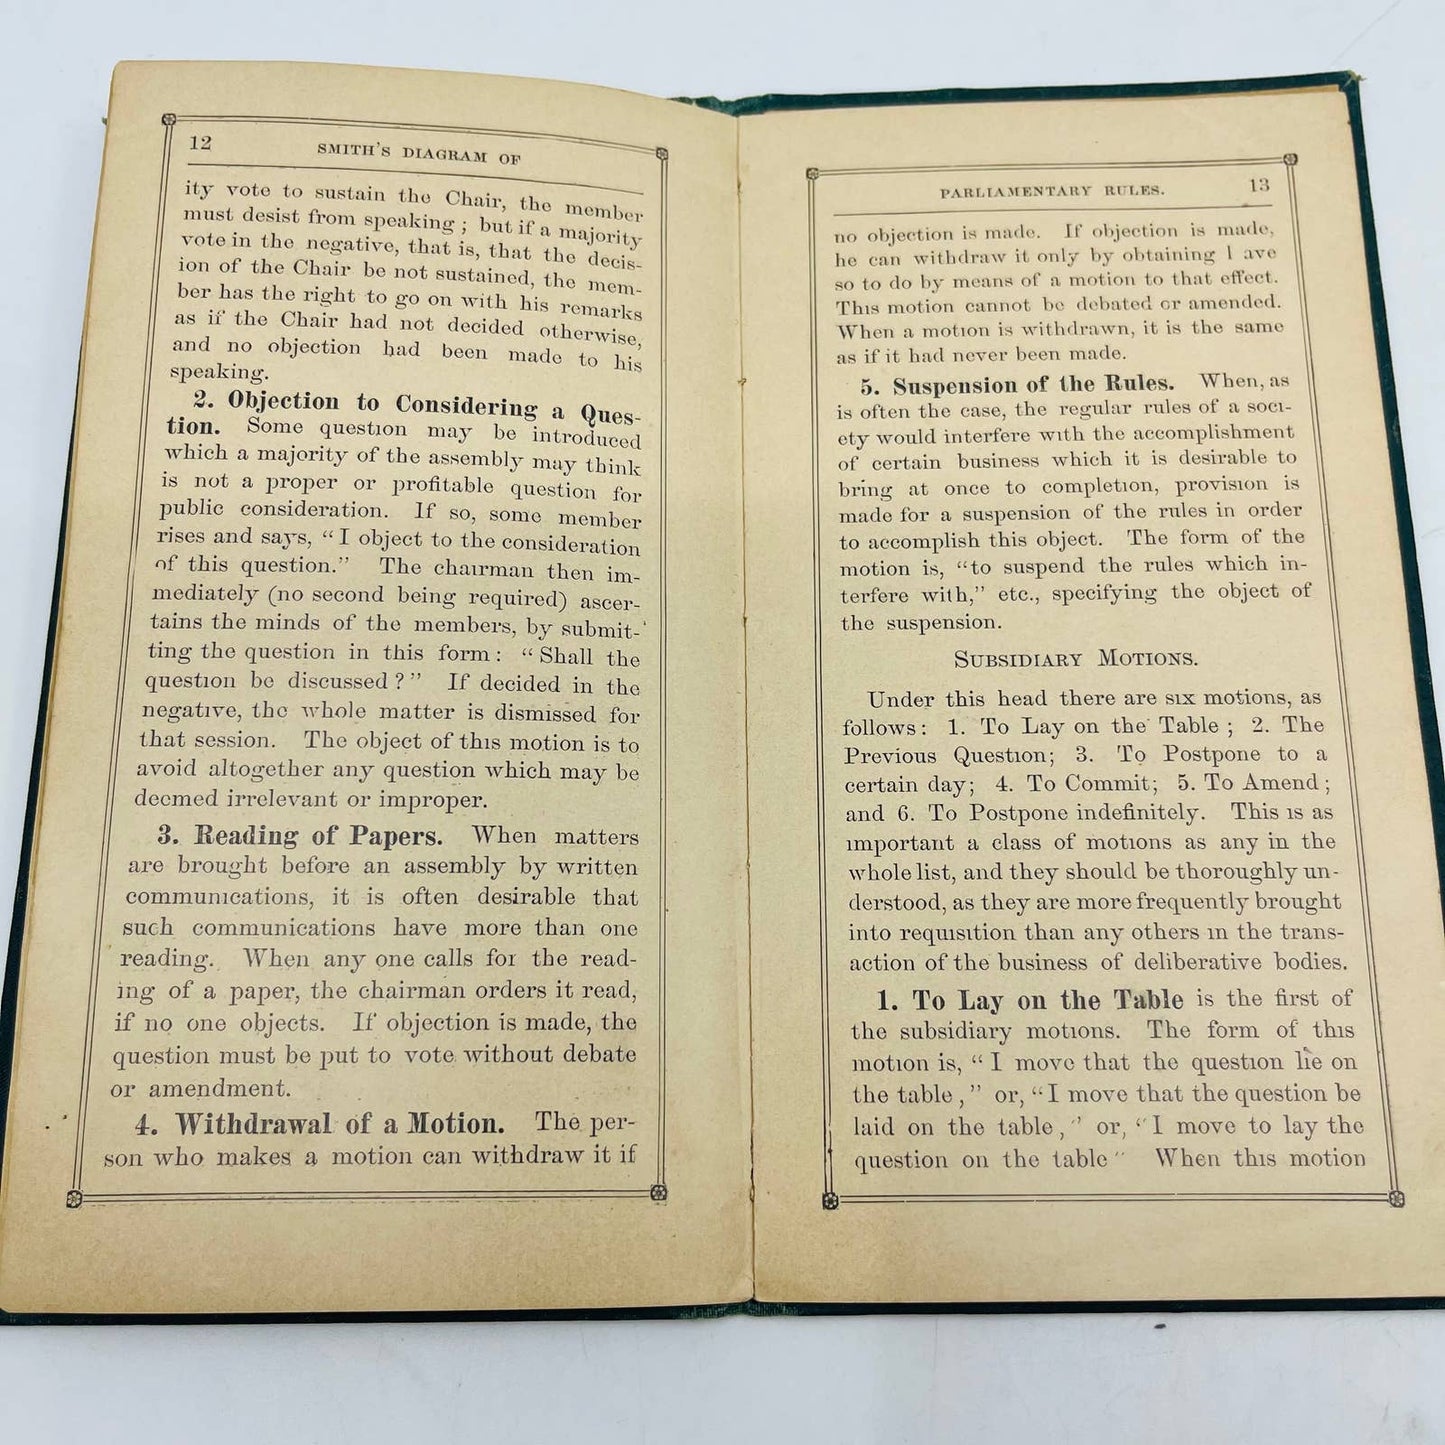 12
SMITH'S DIAGRAM OF
ity vote to sustain the Chair, the member
must desist from speaking; but if a majority
vote in the negative, that is, that the decis-
ion of the Chair be not sustained, the mem-
ber has the right to go on with his remarks
as if the Chair had not decided otherwise,
and no objection had been made to his
speaking.
2. Objection to Considering a Ques-
tion. Some question may be introduced
which a majority of the assembly may think
is not a proper or profitable question for
public consideration. If so, some member
rises and says, "I object to the consideration
of this question." The chairman then im-
mediately (no second being required) ascer-
tains the minds of the members, by submit-
ting the question in this form: "Shall the
question be discussed?" If decided in the
negative, the whole matter is dismissed for
that session. The object of this motion is to
avoid altogether any question which may be
deemed irrelevant or improper.
3. Reading of Papers. When matters
are brought before an assembly by written
communications, it is often desirable that
such communications have more than one
reading. When any one calls for the read-
ing of a paper, the chairman orders it read,
if no one objects. If objection is made, the
question must be put to vote without debate
or amendment.
4. Withdrawal of a Motion. The per-
son who makes a motion can withdraw it if
PARLIAMENTARY RULES.
13
no objection is made. If objection is made,
he can withdraw it only by obtaining l ave
so to do by means of a motion to that effect.
This motion cannot be debated or amended.
When a motion is withdrawn, it is the same
as if it had never been made.
5. Suspension of the Rules. When, as
is often the case, the regular rules of a soci-
ety would interfere with the accomplishment
of certain business which it is desirable to
bring at once to completion, provision is
made for a suspension of the rules in order
to accomplish this object. The form of the
motion is, "to suspend the rules which in-
terfere with," etc., specifying the object of
the suspension.
SUBSIDIARY MOTIONS.
Under this head there are six motions, as
follows: 1. To Lay on the Table; 2. The
Previous Question; 3. To Postpone to a
certain day; 4. To Commit; 5. To Amend;
and 6. To Postpone indefinitely. This is as
important a class of motions as any in the
whole list, and they should be thoroughly un-
derstood, as they are more frequently brought
into requisition than any others in the trans-
action of the business of deliberative bodies.
1. To Lay on the Table is the first of
the subsidiary motions. The form of this
motion is, "I move that the question lie on
the table," or, "I move that the question be
laid on the table," or, "I move to lay the
question on the table" When this motion